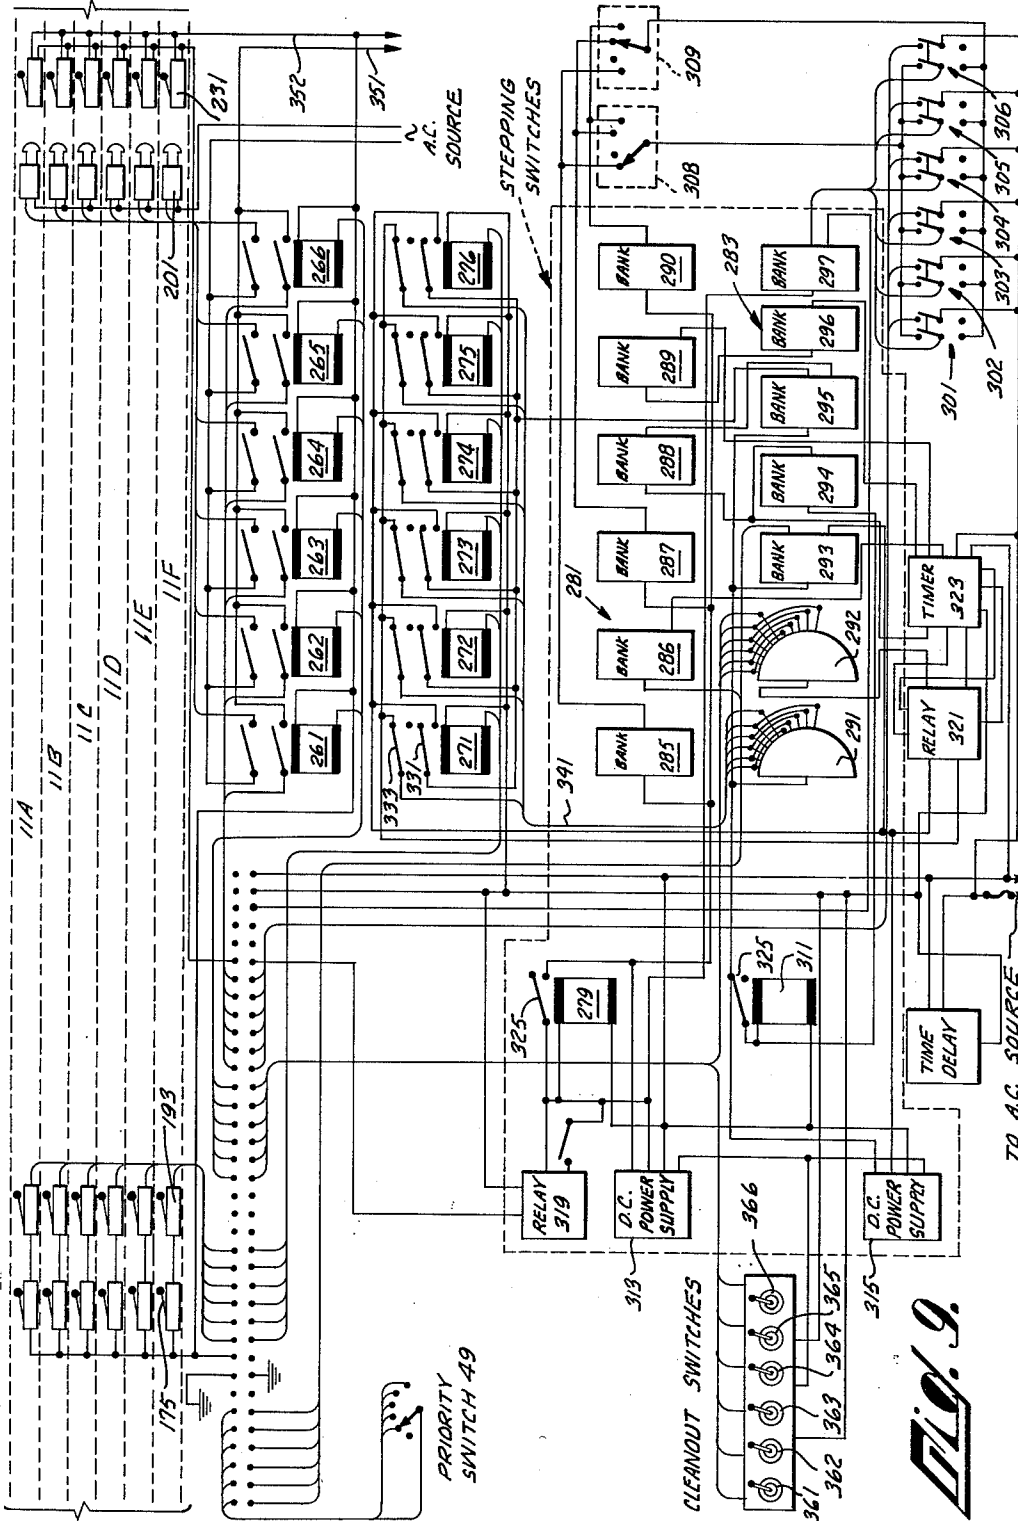 11A
11B
11C
11D
11E
11F
175
193
201
231
352
351
~ A.C.
SOURCE
261
262
263
264
265
266
333
331
271
272
273
274
275
276
341
STEPPING
SWITCHES
281
283
BANK
285
BANK
286
BANK
287
BANK
288
BANK
289
BANK
290
291
292
BANK
293
BANK
294
BANK
295
BANK
296
BANK
297
308
309
301
302
303
304
305
306
RELAY
321
TIMER
323
325
279
325
311
RELAY
319
D.C.
POWER
SUPPLY
313
D.C.
POWER
SUPPLY
315
TIME
DELAY
TO A.C. SOURCE
PRIORITY
SWITCH 49
CLEANOUT SWITCHES
361
362
363
364
365
366
Fig. 9.